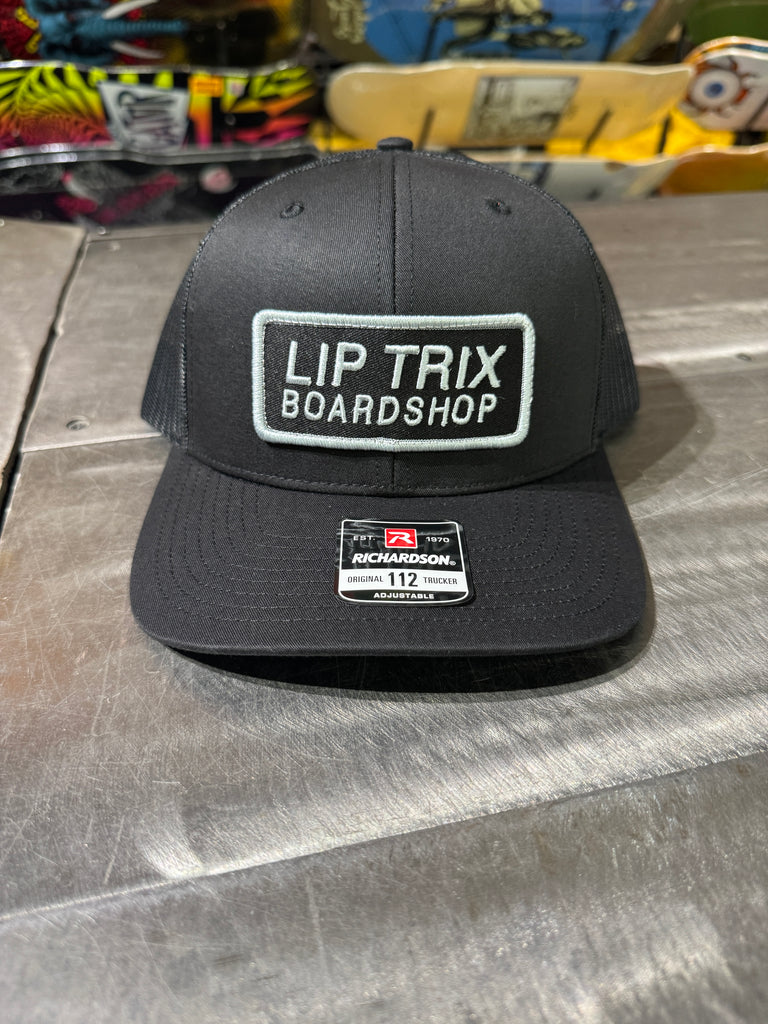 LIP TRIX
BOARDSHOP
EST. R 1970
RICHARDSON®
ORIGINAL 112 TRUCKER
ADJUSTABLE